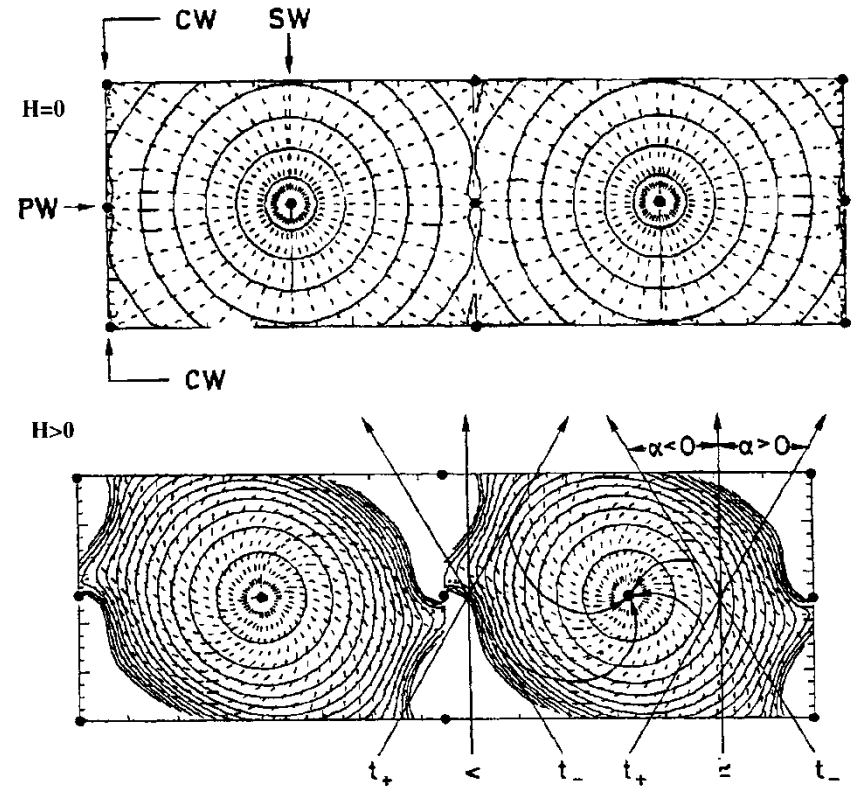 CW SW
H=0
PW
CW
H>0
α<0 α>0
t₊ < t₋ t₊ ≥ t₋